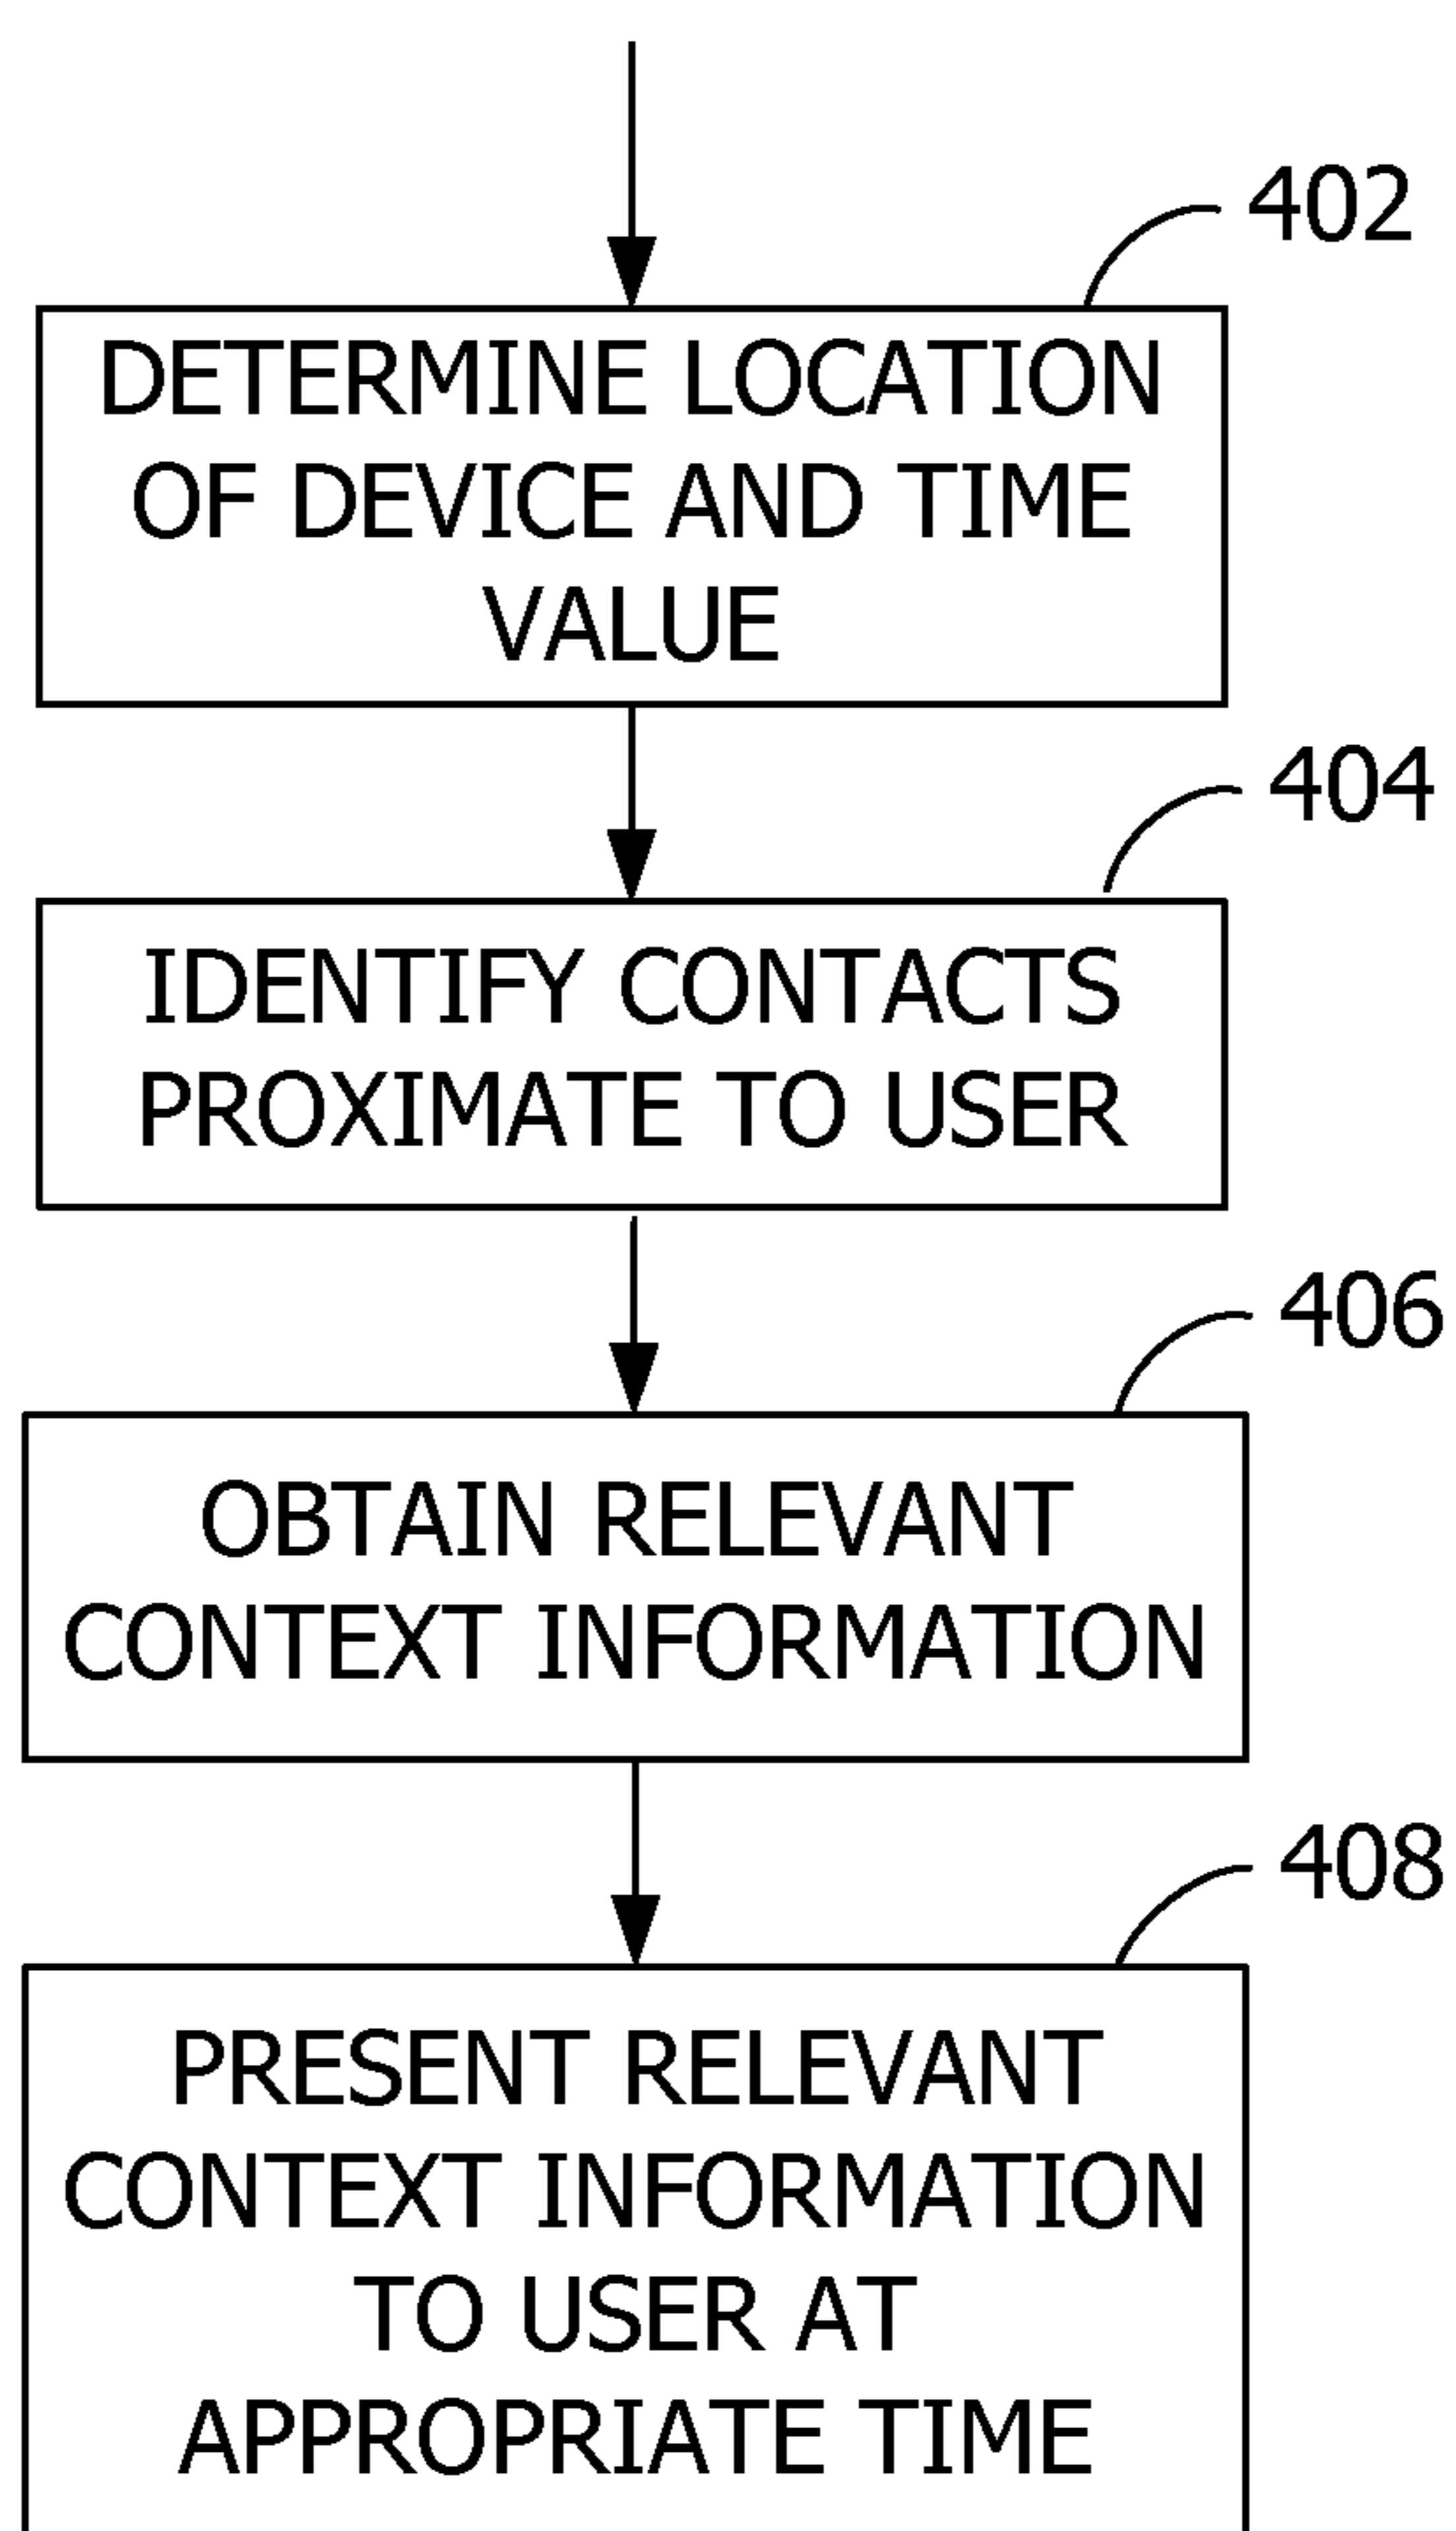 402
DETERMINE LOCATION
OF DEVICE AND TIME
VALUE
404
IDENTIFY CONTACTS
PROXIMATE TO USER
406
OBTAIN RELEVANT
CONTEXT INFORMATION
408
PRESENT RELEVANT
CONTEXT INFORMATION
TO USER AT
APPROPRIATE TIME